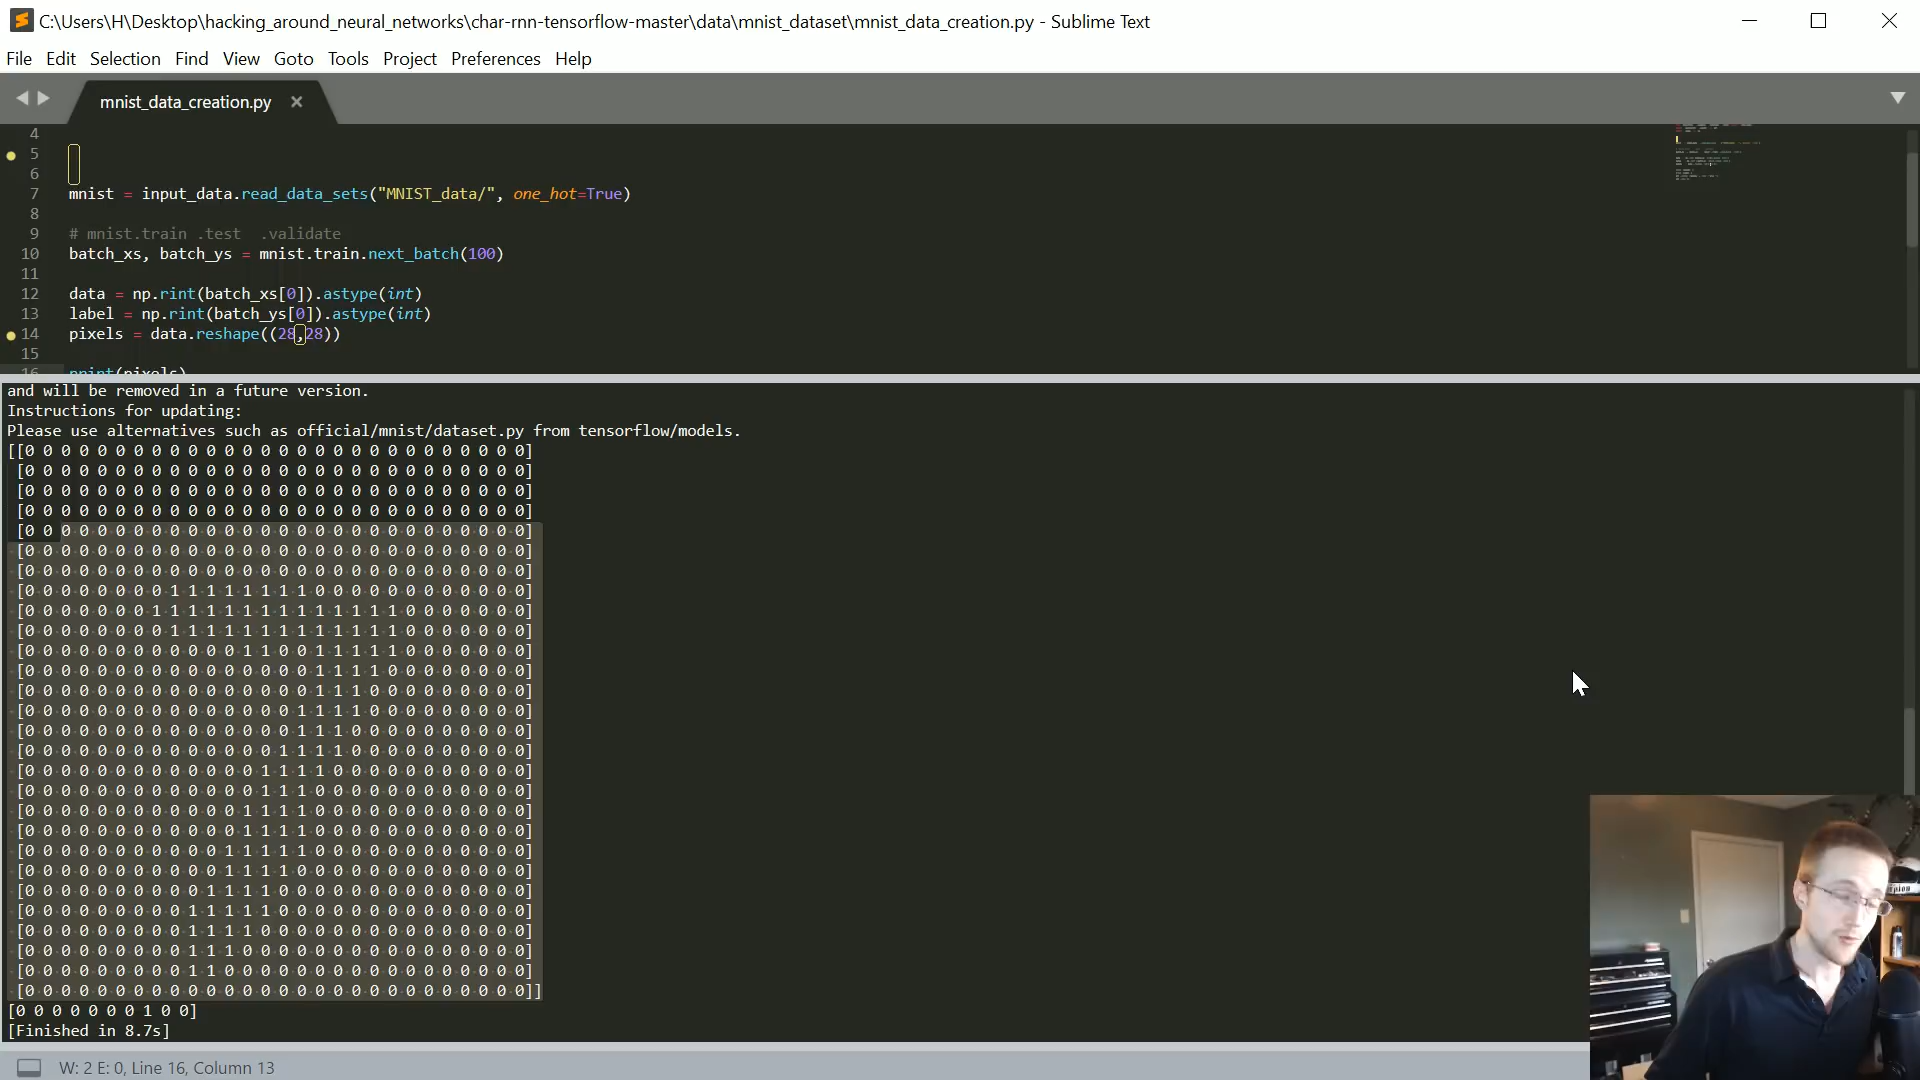 C:\Users\H\Desktop\hacking_around_neural_networks\char-rnn-tensorflow-master\data\mnist_dataset\mnist_data_creation.py - Sublime Text
File Edit Selection Find View Goto Tools Project Preferences Help
mnist_data_creation.py
4
5
6
7 mnist = input_data.read_data_sets("MNIST_data/", one_hot=True)
8
9 # mnist.train .test  .validate
10 batch_xs, batch_ys = mnist.train.next_batch(100)
11
12 data = np.rint(batch_xs[0]).astype(int)
13 label = np.rint(batch_ys[0]).astype(int)
14 pixels = data.reshape((28,28))
15
16 print(pixels)
and will be removed in a future version.
Instructions for updating:
Please use alternatives such as official/mnist/dataset.py from tensorflow/models.
[[0 0 0 0 0 0 0 0 0 0 0 0 0 0 0 0 0 0 0 0 0 0 0 0 0 0 0 0]
[0 0 0 0 0 0 0 0 0 0 0 0 0 0 0 0 0 0 0 0 0 0 0 0 0 0 0 0]
[0 0 0 0 0 0 0 0 0 0 0 0 0 0 0 0 0 0 0 0 0 0 0 0 0 0 0 0]
[0 0 0 0 0 0 0 0 0 0 0 0 0 0 0 0 0 0 0 0 0 0 0 0 0 0 0 0]
[0 0 0 0 0 0 0 0 0 0 0 0 0 0 0 0 0 0 0 0 0 0 0 0 0 0 0 0]
[0 0 0 0 0 0 0 0 0 0 0 0 0 0 0 0 0 0 0 0 0 0 0 0 0 0 0 0]
[0 0 0 0 0 0 0 0 0 0 0 0 0 0 0 0 0 0 0 0 0 0 0 0 0 0 0 0]
[0 0 0 0 0 0 0 0 1 1 1 1 1 1 1 1 0 0 0 0 0 0 0 0 0 0 0 0]
[0 0 0 0 0 0 0 1 1 1 1 1 1 1 1 1 1 1 1 1 1 0 0 0 0 0 0 0]
[0 0 0 0 0 0 0 0 1 1 1 1 1 1 1 1 1 1 1 1 1 0 0 0 0 0 0 0]
[0 0 0 0 0 0 0 0 0 0 0 0 1 1 0 0 1 1 1 1 1 0 0 0 0 0 0 0]
[0 0 0 0 0 0 0 0 0 0 0 0 0 0 0 0 1 1 1 1 0 0 0 0 0 0 0 0]
[0 0 0 0 0 0 0 0 0 0 0 0 0 0 0 0 1 1 1 0 0 0 0 0 0 0 0 0]
[0 0 0 0 0 0 0 0 0 0 0 0 0 0 0 1 1 1 1 0 0 0 0 0 0 0 0 0]
[0 0 0 0 0 0 0 0 0 0 0 0 0 0 0 1 1 1 0 0 0 0 0 0 0 0 0 0]
[0 0 0 0 0 0 0 0 0 0 0 0 0 0 1 1 1 1 0 0 0 0 0 0 0 0 0 0]
[0 0 0 0 0 0 0 0 0 0 0 0 0 1 1 1 1 0 0 0 0 0 0 0 0 0 0 0]
[0 0 0 0 0 0 0 0 0 0 0 0 0 1 1 1 0 0 0 0 0 0 0 0 0 0 0 0]
[0 0 0 0 0 0 0 0 0 0 0 0 1 1 1 1 0 0 0 0 0 0 0 0 0 0 0 0]
[0 0 0 0 0 0 0 0 0 0 0 0 1 1 1 1 0 0 0 0 0 0 0 0 0 0 0 0]
[0 0 0 0 0 0 0 0 0 0 0 1 1 1 1 1 0 0 0 0 0 0 0 0 0 0 0 0]
[0 0 0 0 0 0 0 0 0 0 0 1 1 1 1 0 0 0 0 0 0 0 0 0 0 0 0 0]
[0 0 0 0 0 0 0 0 0 0 1 1 1 1 0 0 0 0 0 0 0 0 0 0 0 0 0 0]
[0 0 0 0 0 0 0 0 0 1 1 1 1 1 0 0 0 0 0 0 0 0 0 0 0 0 0 0]
[0 0 0 0 0 0 0 0 0 1 1 1 1 0 0 0 0 0 0 0 0 0 0 0 0 0 0 0]
[0 0 0 0 0 0 0 0 0 1 1 1 0 0 0 0 0 0 0 0 0 0 0 0 0 0 0 0]
[0 0 0 0 0 0 0 0 0 1 1 0 0 0 0 0 0 0 0 0 0 0 0 0 0 0 0 0]
[0 0 0 0 0 0 0 0 0 0 0 0 0 0 0 0 0 0 0 0 0 0 0 0 0 0 0 0]]
[0 0 0 0 0 0 0 1 0 0]
[Finished in 8.7s]
W: 2 E: 0, Line 16, Column 13